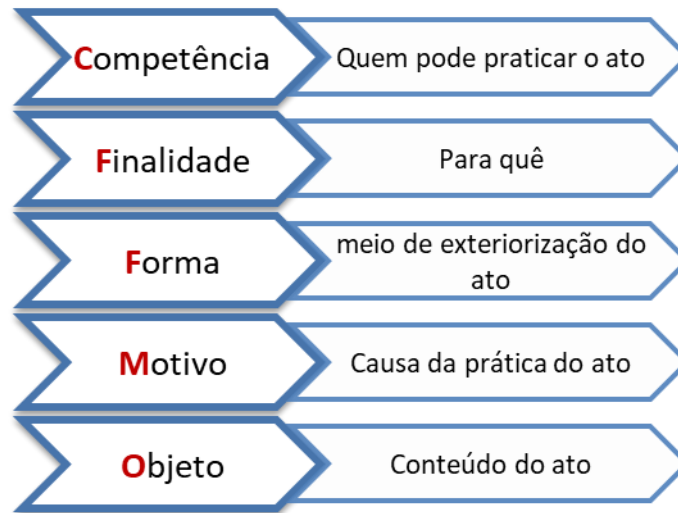 Competência
Quem pode praticar o ato
Finalidade
Para quê
Forma
meio de exteriorização do
ato
Motivo
Causa da prática do ato
Objeto
Conteúdo do ato